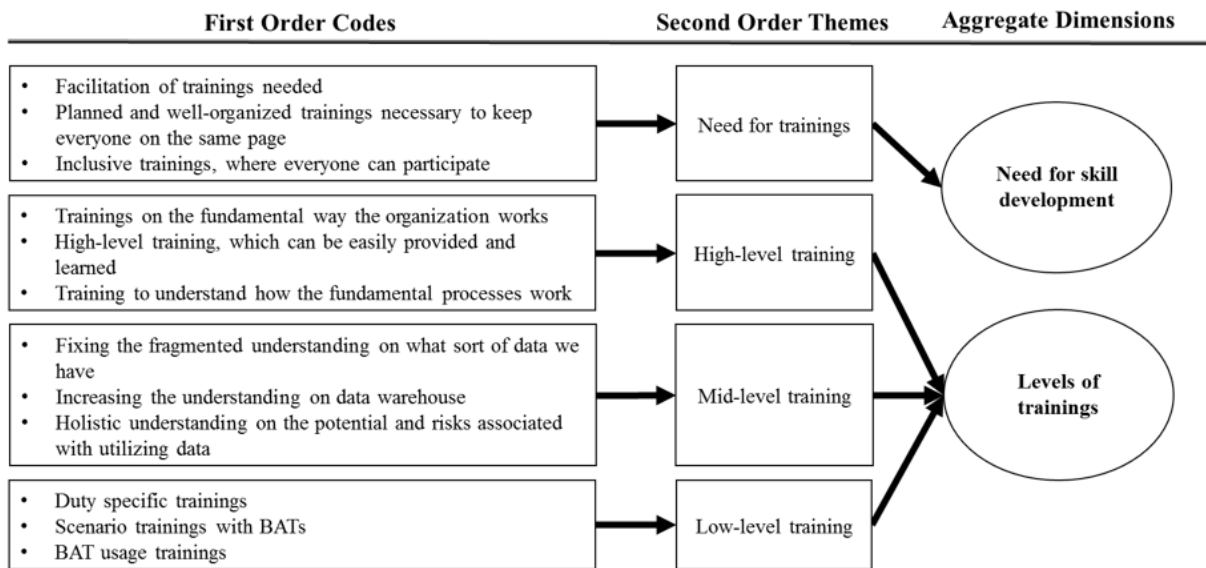 First Order Codes
Second Order Themes
Aggregate Dimensions
• Facilitation of trainings needed
• Planned and well-organized trainings necessary to keep
everyone on the same page
• Inclusive trainings, where everyone can participate
Need for trainings
Need for skill
development
• Trainings on the fundamental way the organization works
• High-level training, which can be easily provided and
learned
• Training to understand how the fundamental processes work
High-level training
• Fixing the fragmented understanding on what sort of data we
have
• Increasing the understanding on data warehouse
• Holistic understanding on the potential and risks associated
with utilizing data
Mid-level training
Levels of
trainings
• Duty specific trainings
• Scenario trainings with BATs
• BAT usage trainings
Low-level training